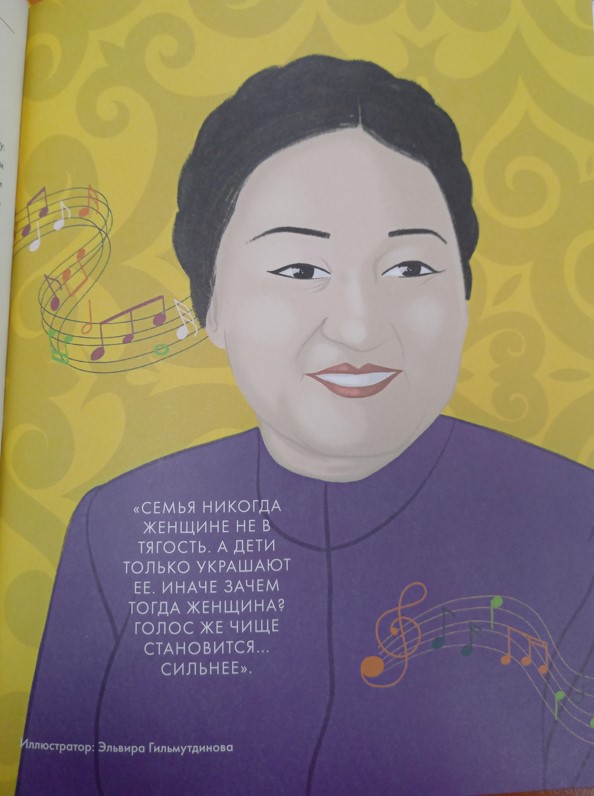 «СЕМЬЯ НИКОГДА
ЖЕНЩИНЕ НЕ В
ТЯГОСТЬ. А ДЕТИ
ТОЛЬКО УКРАШАЮТ
ЕЕ. ИНАЧЕ ЗАЧЕМ
ТОГДА ЖЕНЩИНА?
ГОЛОС ЖЕ ЧИЩЕ
СТАНОВИТСЯ...
СИЛЬНЕЕ».
Иллюстратор: Эльвира Гильмутдинова